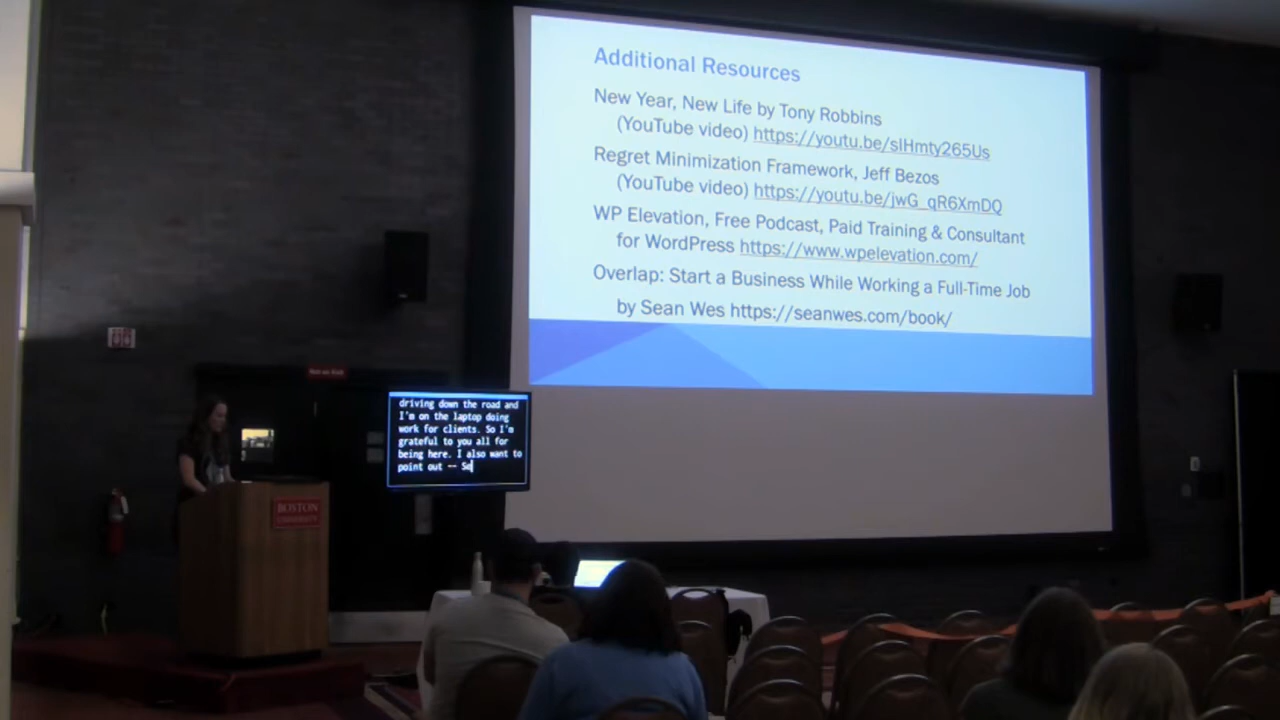 Additional Resources
New Year, New Life by Tony Robbins
(YouTube video) https://youtu.be/slHmty265Us
Regret Minimization Framework, Jeff Bezos
(YouTube video) https://youtu.be/jwG_qR6XmDQ
WP Elevation, Free Podcast, Paid Training & Consultant
for WordPress https://www.wpelevation.com/
Overlap: Start a Business While Working a Full-Time Job
by Sean Wes https://seanwes.com/book/
driving down the road and
I'm on the laptop doing
work for clients. So I'm
grateful to you all for
being here. I also want to
point out -- Se
BOSTON
UNIVERSITY